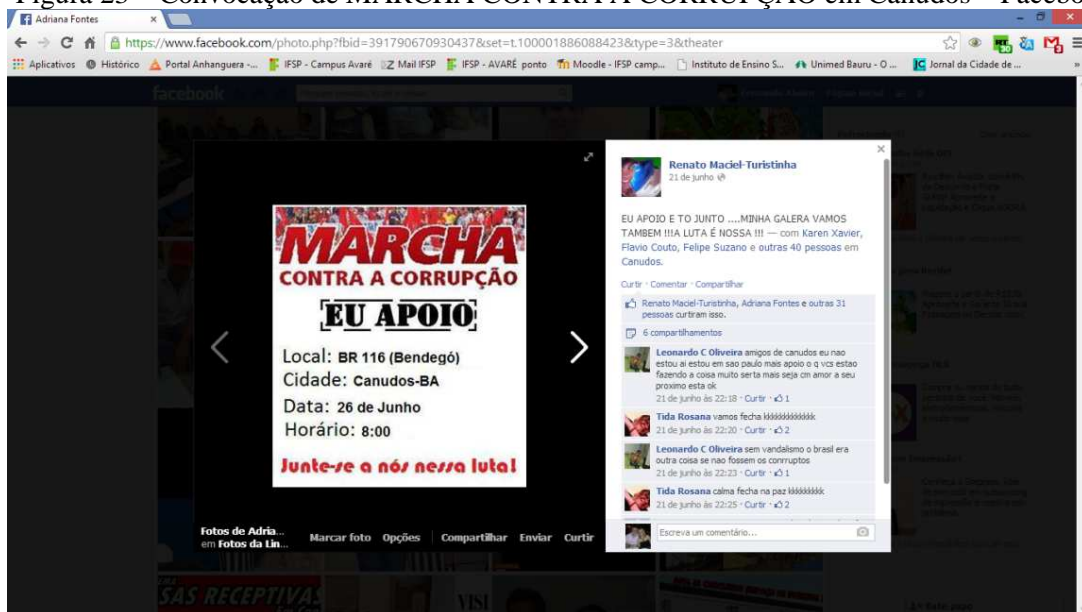 Figura 23 – Convocação de MARCHA CONTRA A CORRUPÇÃO em Canudos – Facebo
Adriana Fontes
https://www.facebook.com/photo.php?fbid=391790670930437&set=t.100001886088423&type=3&theater
Aplicativos Histórico Portal Anhanguera -... IFSP - Campus Avaré Mail IFSP IFSP - AVARÉ ponto Moodle - IFSP camp... Instituto de Ensino S... Unimed Bauru - O ... Jornal da Cidade de ... »
facebook
MARCHA
CONTRA A CORRUPÇÃO
EU APOIO
Local: BR 116 (Bendegó)
Cidade: Canudos-BA
Data: 26 de Junho
Horário: 8:00
Junte-se a nós nessa luta!
Fotos de Adria...
em Fotos da Lin...
Marcar foto Opções Compartilhar Enviar Curtir
Renato Maciel-Turistinha
21 de junho
EU APOIO E TO JUNTO ....MINHA GALERA VAMOS
TAMBEM !!!A LUTA É NOSSA !!! — com Karen Xavier,
Flavio Couto, Felipe Suzano e outras 40 pessoas em
Canudos.
Curtir · Comentar · Compartilhar
Renato Maciel-Turistinha, Adriana Fontes e outras 31
pessoas curtiram isso.
6 compartilhamentos
Leonardo C Oliveira amigos de canudos eu nao
estou ai estou em sao paulo mais apoio o q vcs estao
fazendo a coisa muito serta mais seja cm amor a seu
proximo esta ok
21 de junho às 22:18 · Curtir · 1
Tida Rosana vamos fecha kkkkkkkkkkkk
21 de junho às 22:20 · Curtir · 2
Leonardo C Oliveira sem vandalismo o brasil era
outra coisa se nao fossem os conrruptos
21 de junho às 22:23 · Curtir · 1
Tida Rosana calma fecha na paz kkkkkkkkk
21 de junho às 22:25 · Curtir · 2
Escreva um comentário...
SAS RECEPTIVAS
VISI